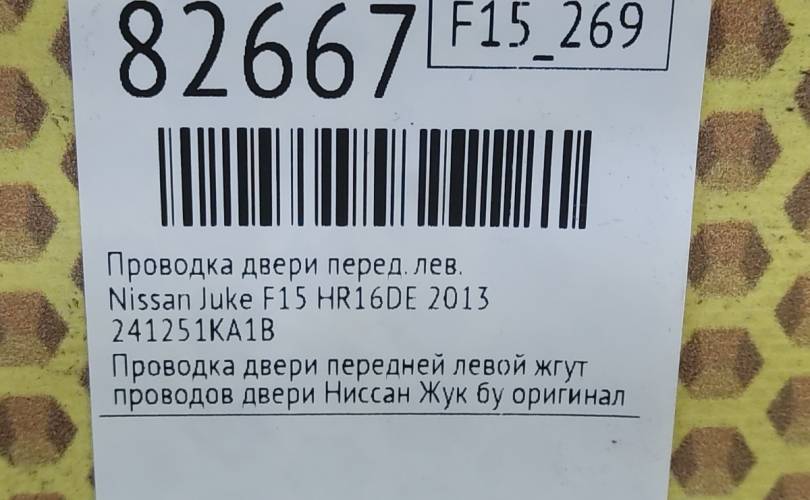 82667
F15_269
Проводка двери перед. лев.
Nissan Juke F15 HR16DE 2013
241251KA1B
Проводка двери передней левой жгут
проводов двери Ниссан Жук бу оригинал